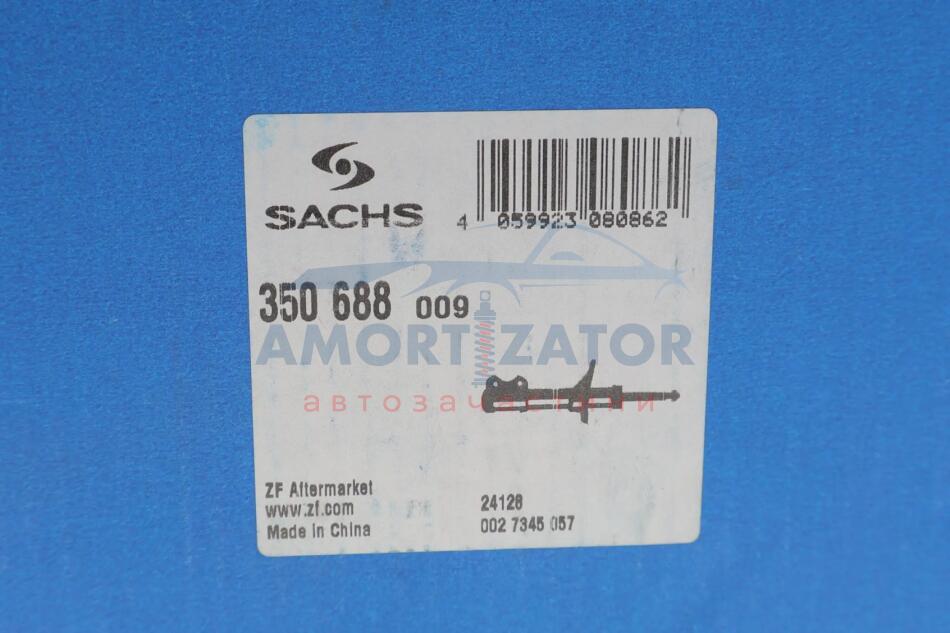 SACHS
4 059923 080862
350 688 009
AMORTIZATOR
автозачастини
ZF Aftermarket
www.zf.com
Made in China
24128
002 7345 057